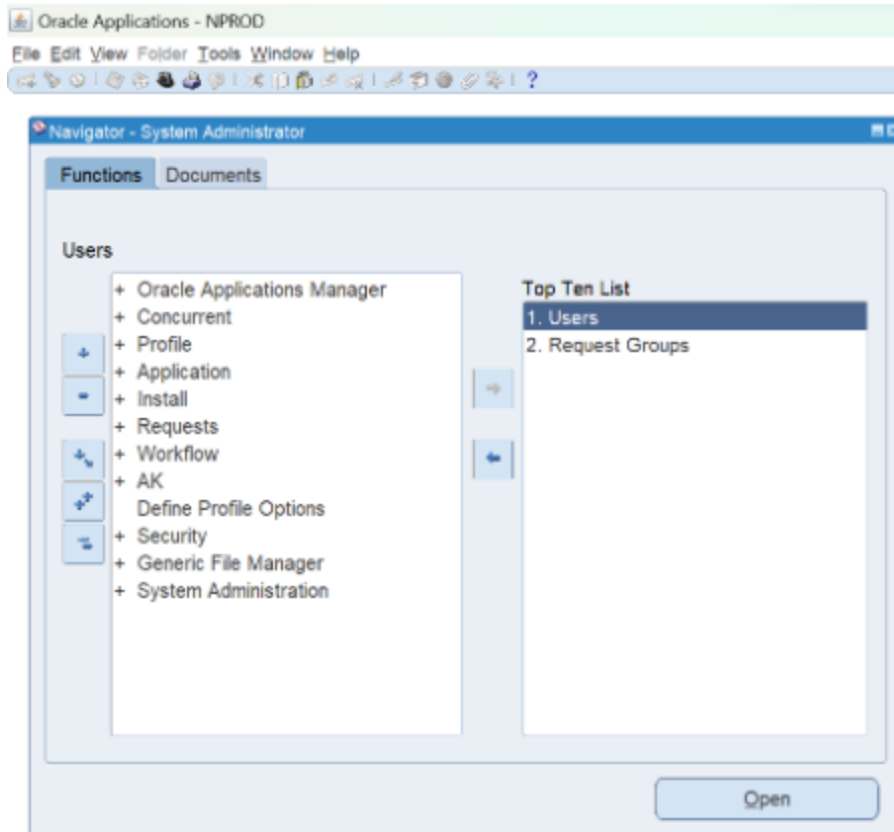 Oracle Applications - NPROD
File Edit View Folder Tools Window Help
?
Navigator - System Administrator
Functions Documents
Users
+ Oracle Applications Manager
+ Concurrent
+ Profile
+ Application
+ Install
+ Requests
+ Workflow
+ AK
Define Profile Options
+ Security
+ Generic File Manager
+ System Administration
Top Ten List
1. Users
2. Request Groups
Open